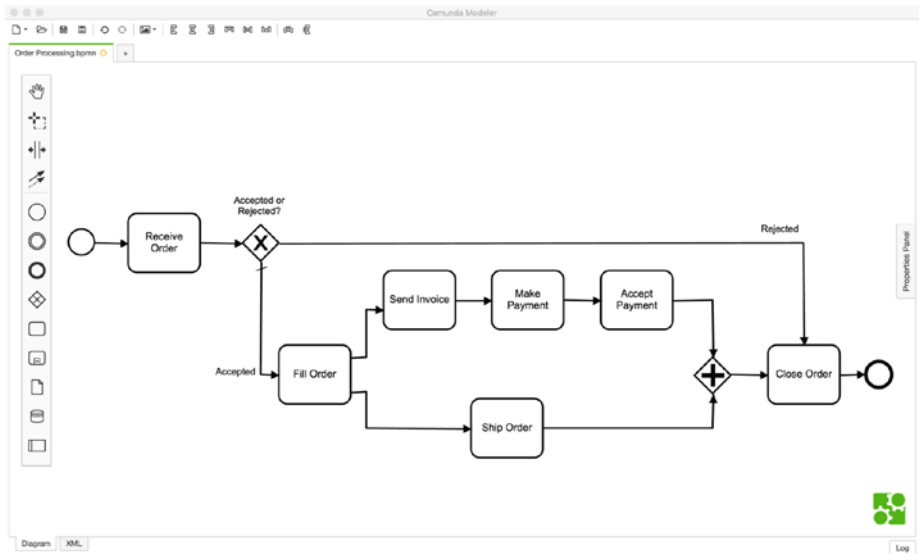 Camunda Modeler
Order Processing.bpmn
+
Accepted or
Rejected?
Receive
Order
X
Rejected
Properties Panel
Send Invoice
Make
Payment
Accept
Payment
Accepted
Fill Order
Close Order
Ship Order
Diagram
XML
Log